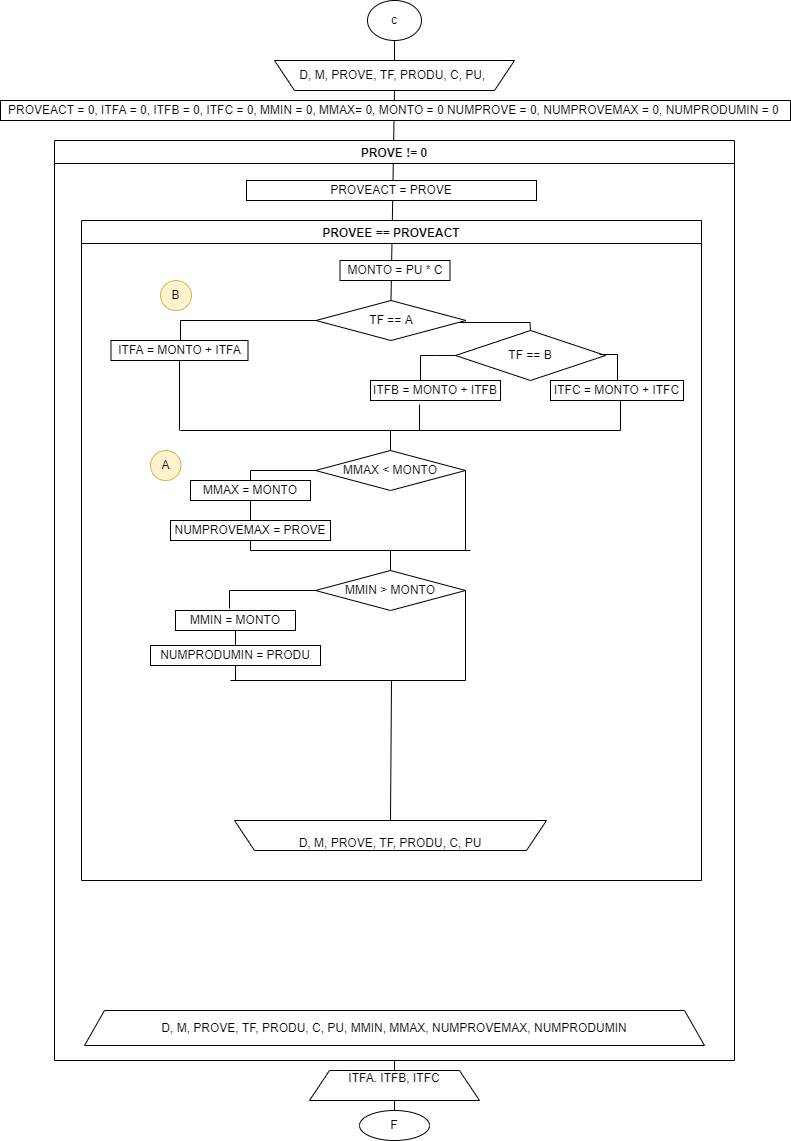 c
D, M, PROVE, TF, PRODU, C, PU,
PROVEACT = 0, ITFA = 0, ITFB = 0, ITFC = 0, MMIN = 0, MMAX= 0, MONTO = 0 NUMPROVE = 0, NUMPROVEMAX = 0, NUMPRODUMIN = 0
PROVE != 0
PROVEACT = PROVE
PROVEE == PROVEACT
MONTO = PU * C
B
TF == A
ITFA = MONTO + ITFA
TF == B
ITFB = MONTO + ITFB
ITFC = MONTO + ITFC
A
MMAX < MONTO
MMAX = MONTO
NUMPROVEMAX = PROVE
MMIN > MONTO
MMIN = MONTO
NUMPRODUMIN = PRODU
D, M, PROVE, TF, PRODU, C, PU
D, M, PROVE, TF, PRODU, C, PU, MMIN, MMAX, NUMPROVEMAX, NUMPRODUMIN
ITFA. ITFB, ITFC
F